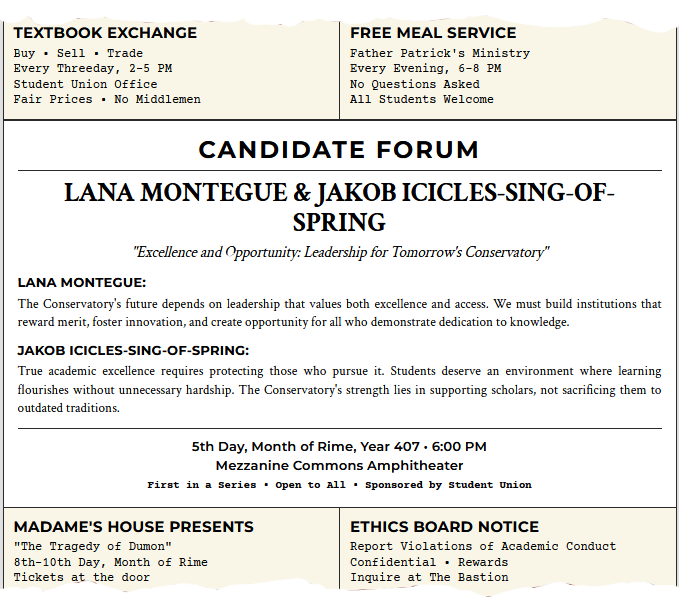 TEXTBOOK EXCHANGE
Buy • Sell • Trade
Every Threeday, 2-5 PM
Student Union Office
Fair Prices • No Middlemen
FREE MEAL SERVICE
Father Patrick's Ministry
Every Evening, 6-8 PM
No Questions Asked
All Students Welcome
CANDIDATE FORUM
LANA MONTEGUE & JAKOB ICICLES-SING-OF-
SPRING
"Excellence and Opportunity: Leadership for Tomorrow's Conservatory"
LANA MONTEGUE:
The Conservatory's future depends on leadership that values both excellence and access. We must build institutions that
reward merit, foster innovation, and create opportunity for all who demonstrate dedication to knowledge.
JAKOB ICICLES-SING-OF-SPRING:
True academic excellence requires protecting those who pursue it. Students deserve an environment where learning
flourishes without unnecessary hardship. The Conservatory's strength lies in supporting scholars, not sacrificing them to
outdated traditions.
5th Day, Month of Rime, Year 407 • 6:00 PM
Mezzanine Commons Amphitheater
First in a Series • Open to All • Sponsored by Student Union
MADAME'S HOUSE PRESENTS
"The Tragedy of Dumon"
8th-10th Day, Month of Rime
Tickets at the door
ETHICS BOARD NOTICE
Report Violations of Academic Conduct
Confidential • Rewards
Inquire at The Bastion